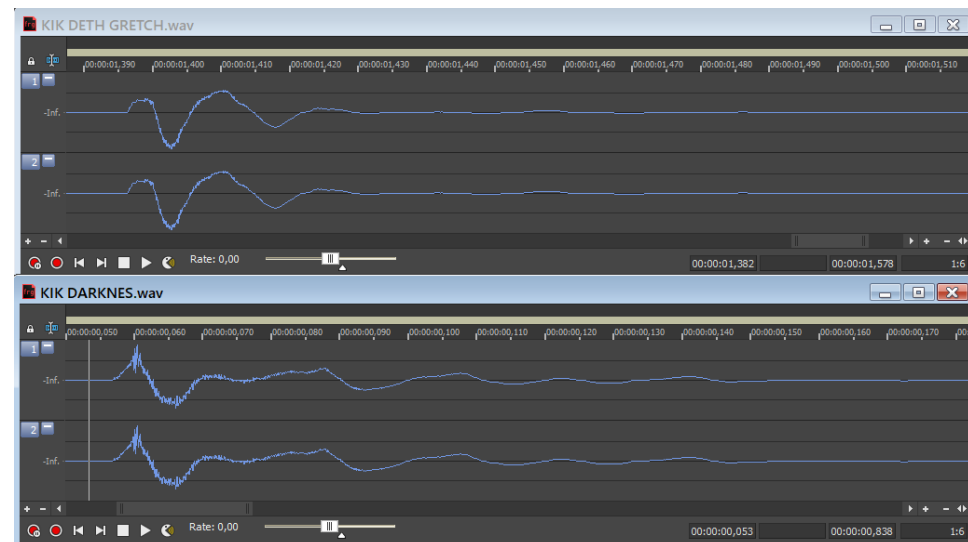 KIK DETH GRETCH.wav
00:00:01,390 00:00:01,400 00:00:01,410 00:00:01,420 00:00:01,430 00:00:01,440 00:00:01,450 00:00:01,460 00:00:01,470 00:00:01,480 00:00:01,490 00:00:01,500 00:00:01,510
1
-Inf.
2
-Inf.
Rate: 0,00
00:00:01,382 00:00:01,578 1:6
KIK DARKNES.wav
00:00:00,050 00:00:00,060 00:00:00,070 00:00:00,080 00:00:00,090 00:00:00,100 00:00:00,110 00:00:00,120 00:00:00,130 00:00:00,140 00:00:00,150 00:00:00,160 00:00:00,170 00
1
-Inf.
2
-Inf.
Rate: 0,00
00:00:00,053 00:00:00,838 1:6